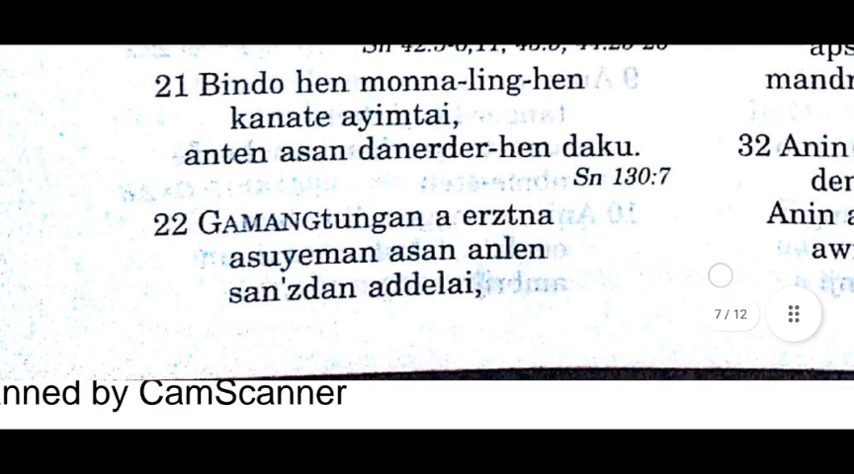 21 Bindo hen monna-ling-hen
kanate ayimtai,
anten asan danerder-hen daku.
Sn 130:7
22 GAMANGtungan a erztna
asuyeman asan anlen
san'zdan addelai,
mandr
32 Anin
der
Anin a
aw
7 / 12
nned by CamScanner